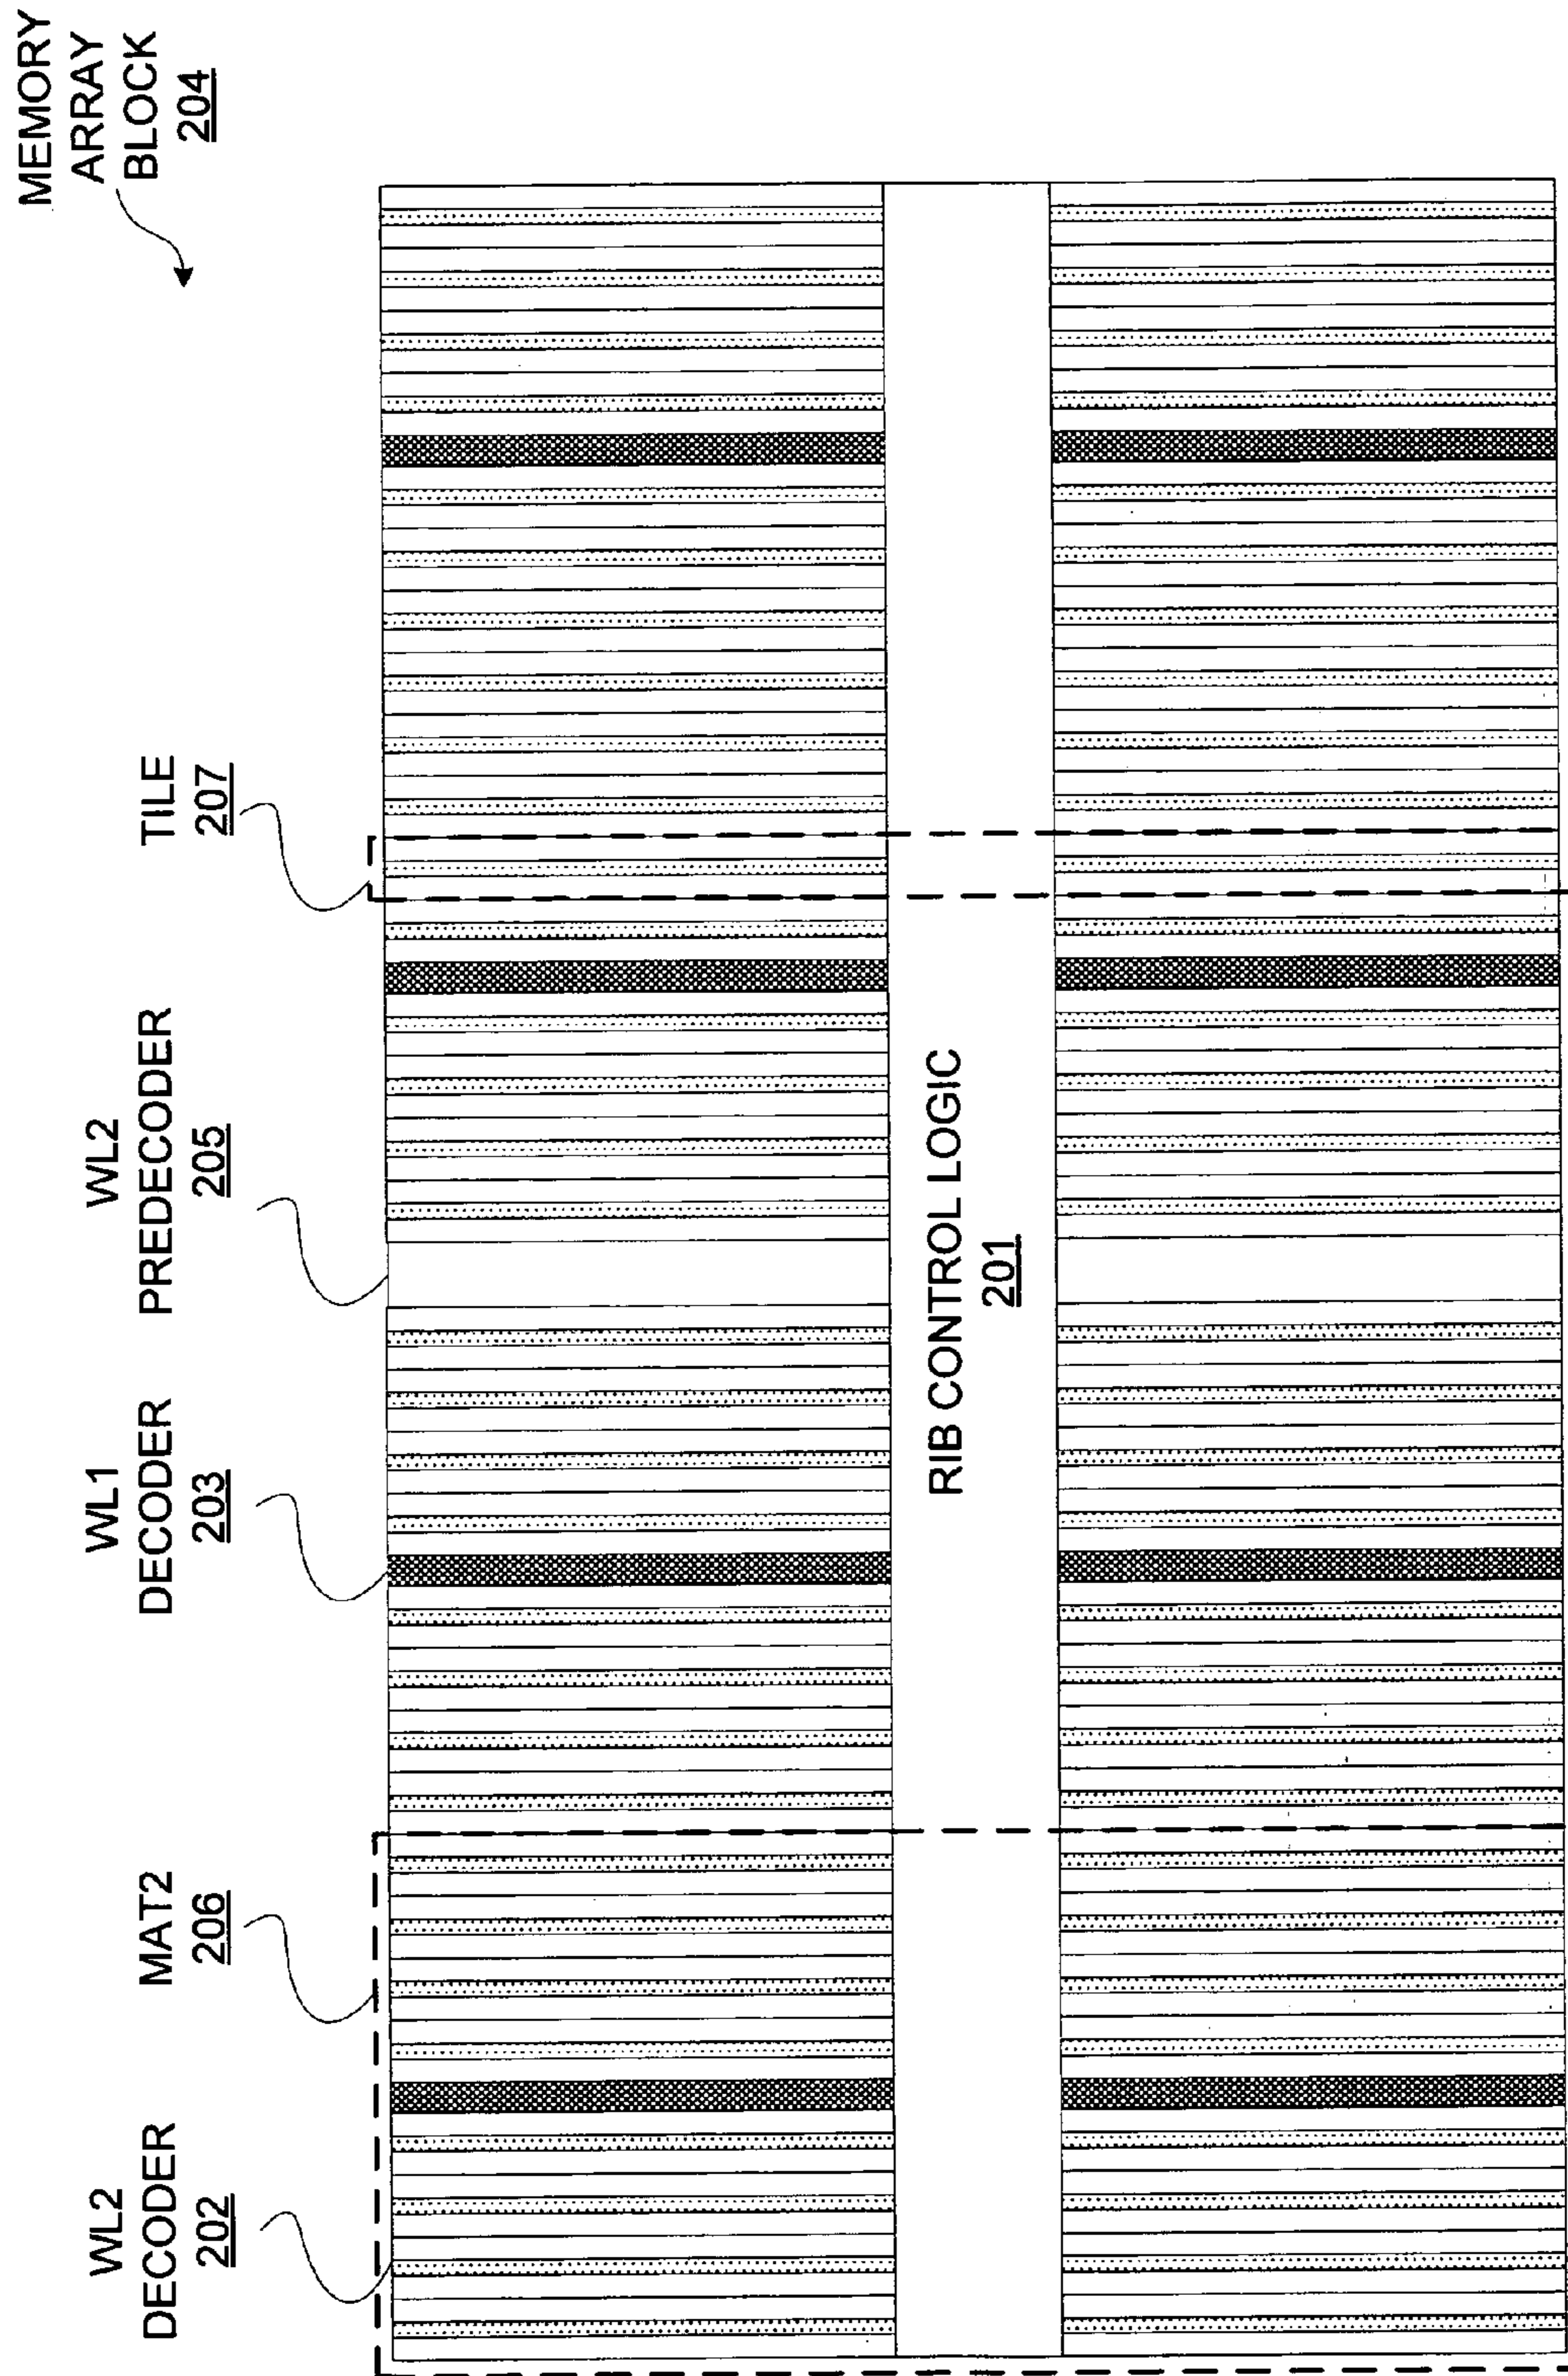 MEMORY
ARRAY
BLOCK
204
WL2
DECODER
202
MAT2
206
WL1
DECODER
203
WL2
PREDECODER
205
TILE
207
RIB CONTROL LOGIC
201